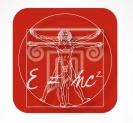 E = mc²